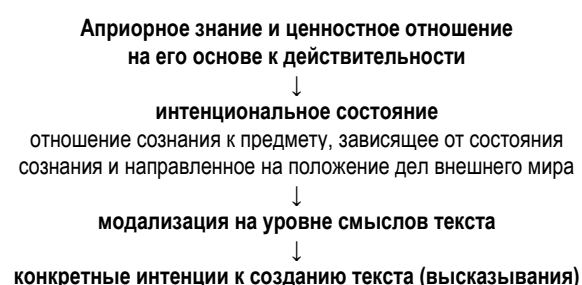 Априорное знание и ценностное отношение
на его основе к действительности
↓
интенциональное состояние
отношение сознания к предмету, зависящее от состояния
сознания и направленное на положение дел внешнего мира
↓
модализация на уровне смыслов текста
↓
конкретные интенции к созданию текста (высказывания)